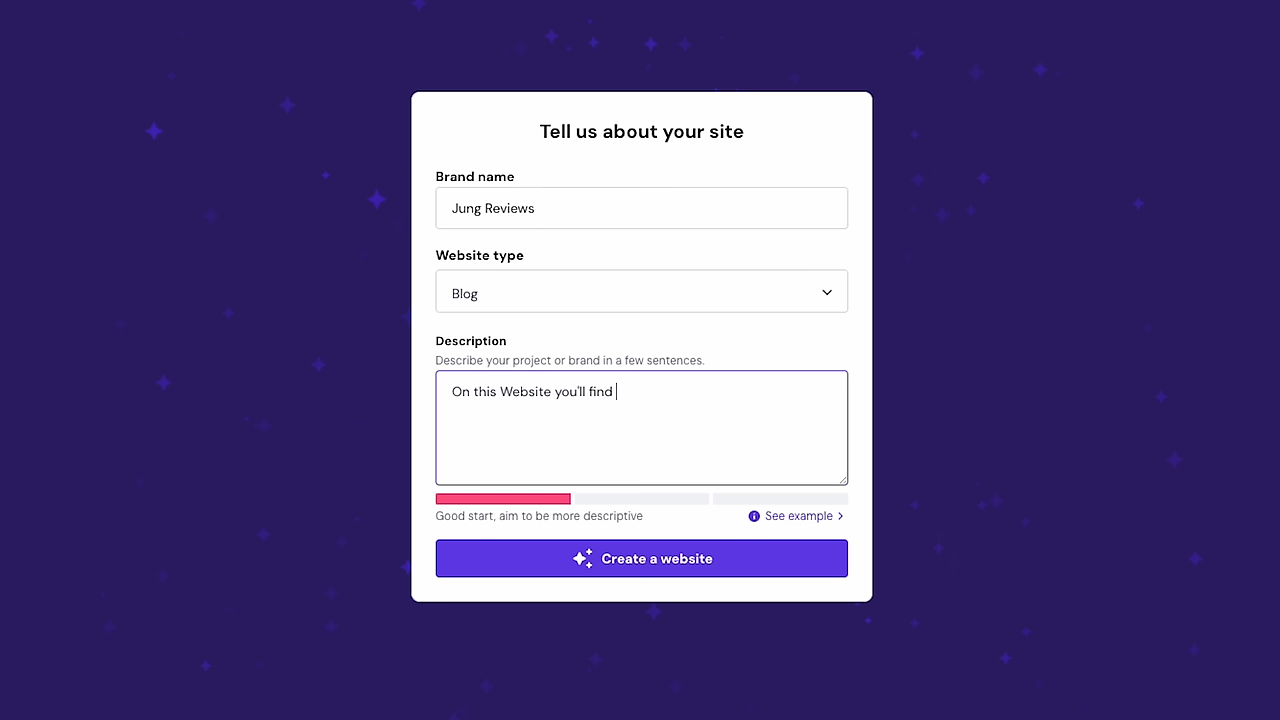 Tell us about your site
Brand name
Jung Reviews
Website type
Blog
Description
Describe your project or brand in a few sentences.
On this Website you'll find
Good start, aim to be more descriptive
See example
Create a website